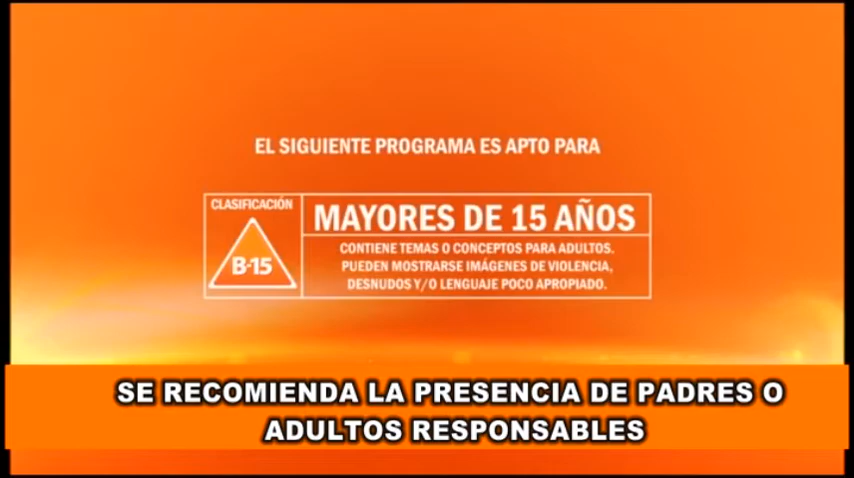 EL SIGUIENTE PROGRAMA ES APTO PARA
CLASIFICACIÓN
B-15
MAYORES DE 15 AÑOS
CONTIENE TEMAS O CONCEPTOS PARA ADULTOS.
PUEDEN MOSTRARSE IMÁGENES DE VIOLENCIA,
DESNUDOS Y/O LENGUAJE POCO APROPIADO.
SE RECOMIENDA LA PRESENCIA DE PADRES O
ADULTOS RESPONSABLES